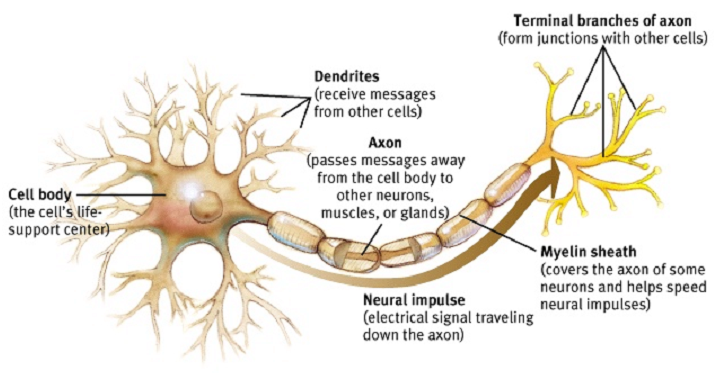 Terminal branches of axon
(form junctions with other cells)
Dendrites
(receive messages
from other cells)
Axon
(passes messages away
from the cell body to
other neurons,
muscles, or glands)
Cell body
(the cell's life-
support center)
Myelin sheath
(covers the axon of some
neurons and helps speed
neural impulses)
Neural impulse
(electrical signal traveling
down the axon)